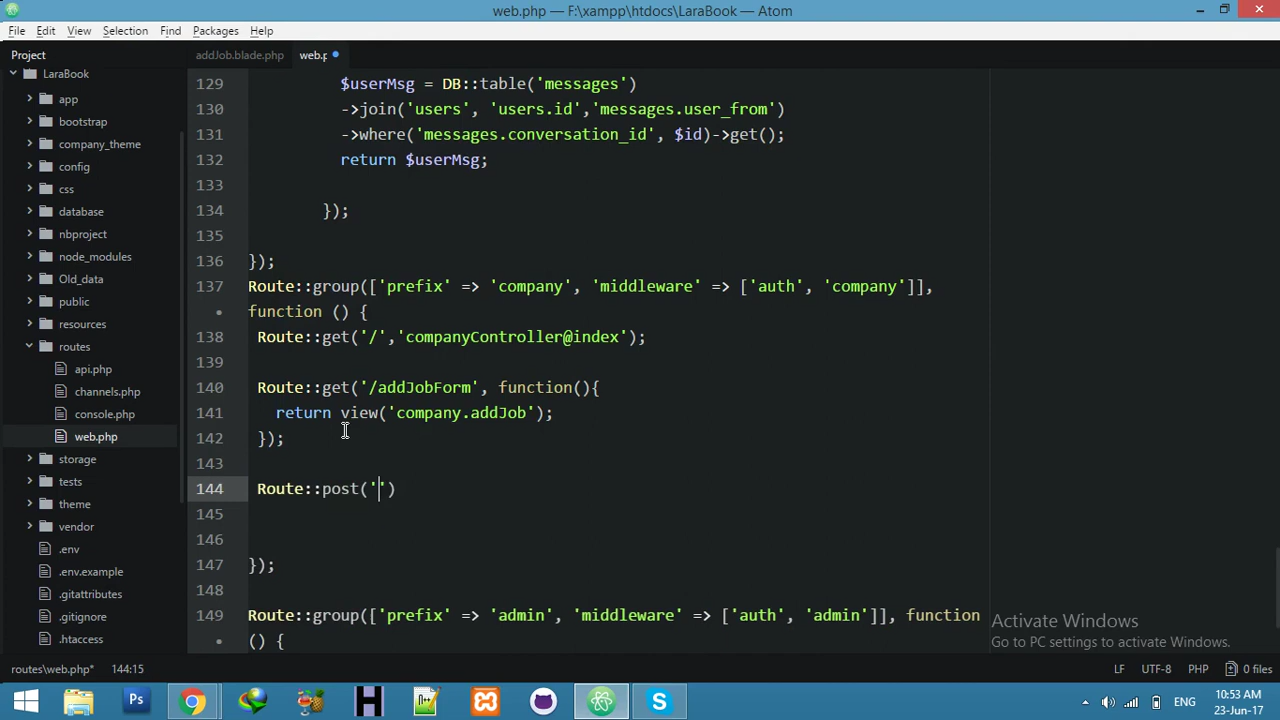 web.php — F:\xampp\htdocs\LaraBook — Atom
File Edit View Selection Find Packages Help
Project
addJob.blade.php
web.p
LaraBook
app
bootstrap
company_theme
config
css
database
nbproject
node_modules
Old_data
public
resources
routes
api.php
channels.php
console.php
web.php
storage
tests
theme
vendor
.env
.env.example
.gitattributes
.gitignore
.htaccess
129 $userMsg = DB::table('messages')
130 ->join('users', 'users.id','messages.user_from')
131 ->where('messages.conversation_id', $id)->get();
132 return $userMsg;
133
134 });
135
136 });
137 Route::group(['prefix' => 'company', 'middleware' => ['auth', 'company']],
• function () {
138 Route::get('/','companyController@index');
139
140 Route::get('/addJobForm', function(){
141 return view('company.addJob');
142 });
143
144 Route::post('')
145
146
147 });
148
149 Route::group(['prefix' => 'admin', 'middleware' => ['auth', 'admin']], function
• () {
Activate Windows
Go to PC settings to activate Windows.
routes\web.php* 144:15 LF UTF-8 PHP 0 files
Ps
H
ENG
10:53 AM
23-Jun-17